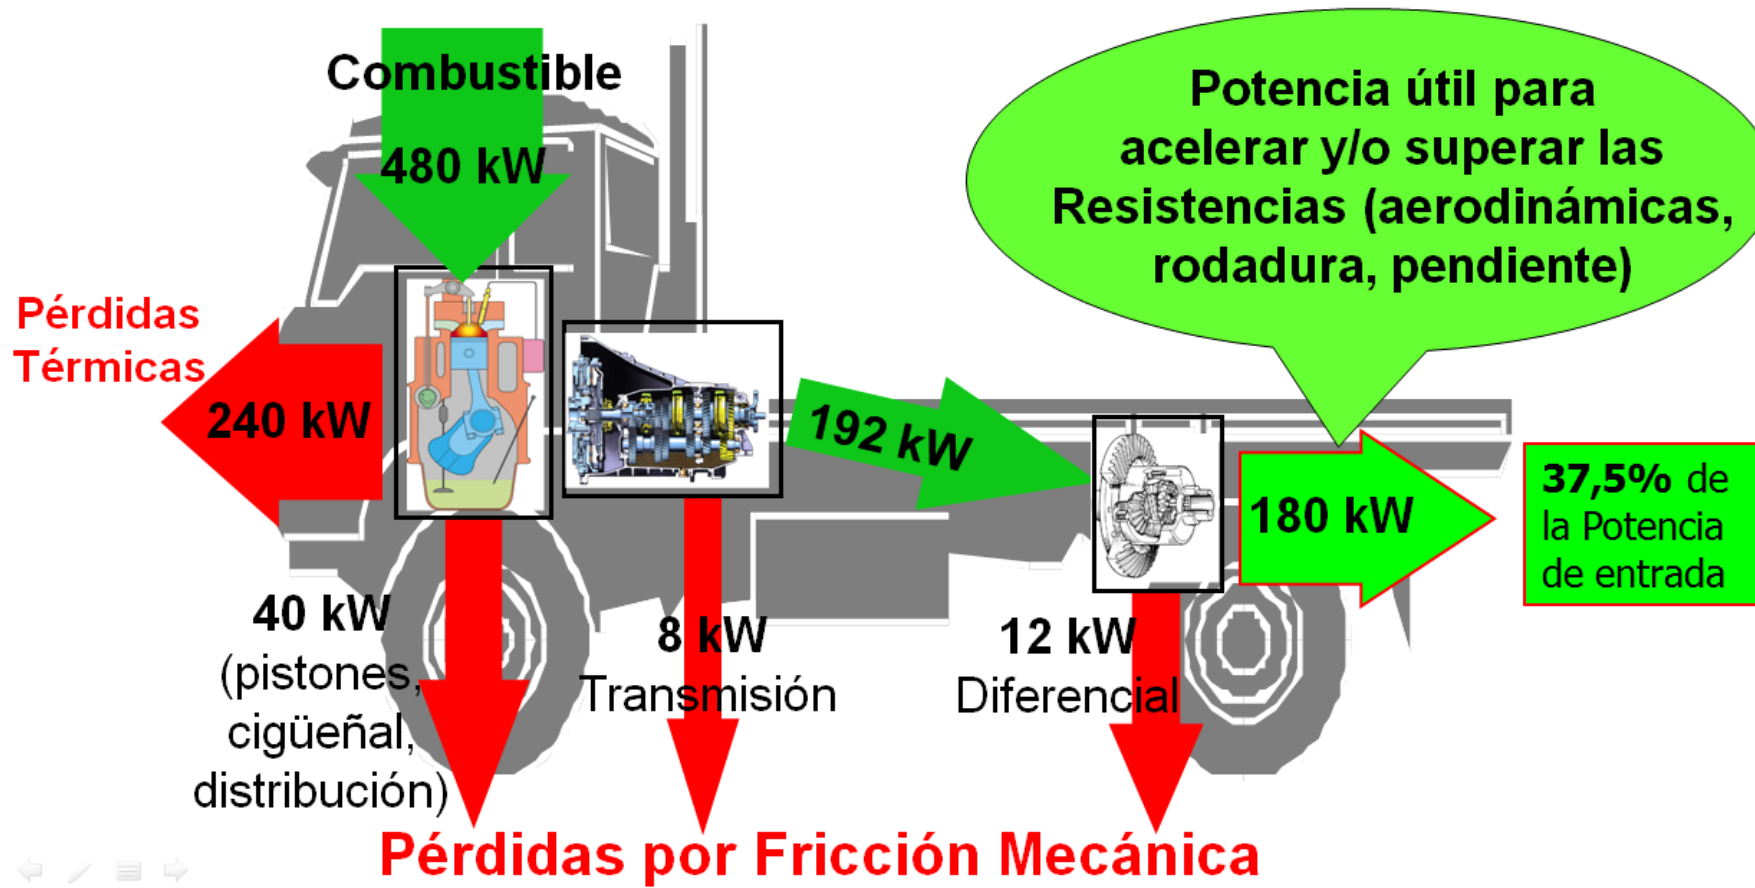 Combustible
480 kW
Potencia útil para
acelerar y/o superar las
Resistencias (aerodinámicas,
rodadura, pendiente)
Pérdidas
Térmicas
240 kW
192 kW
180 kW
37,5% de
la Potencia
de entrada
40 kW
(pistones,
cigüeñal,
distribución)
8 kW
Transmisión
12 kW
Diferencial
Pérdidas por Fricción Mecánica